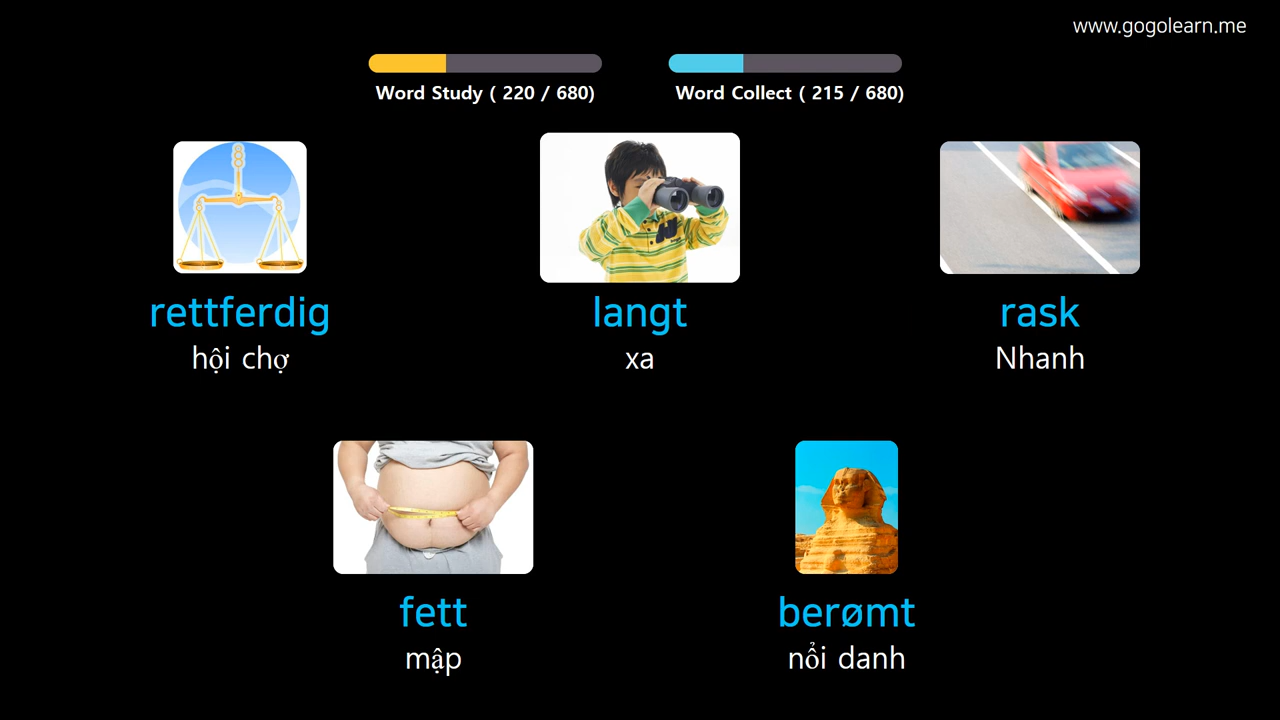 www.gogolearn.me
Word Study ( 220 / 680)
Word Collect ( 215 / 680)
rettferdig
hội chợ
langt
xa
rask
Nhanh
fett
mập
berømt
nổi danh